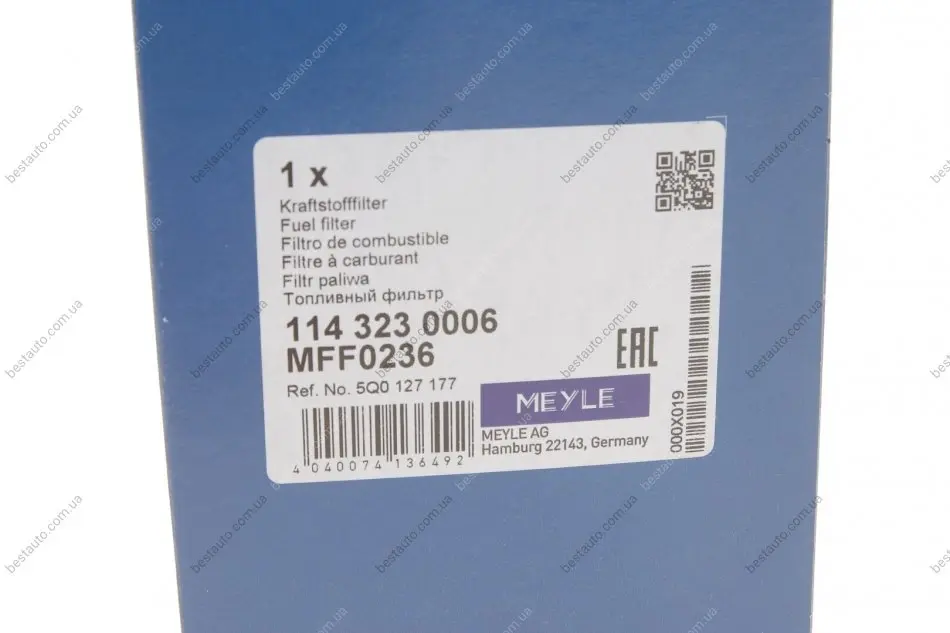 1 x
Kraftstofffilter
Fuel filter
Filtro de combustible
Filtre à carburant
Filtr paliwa
Топливный фильтр
114 323 0006
MFF0236
Ref. No. 5Q0 127 177
EAC
MEYLE
MEYLE AG
Hamburg 22143, Germany
4 040074 136492
000X019
bestauto.com.ua